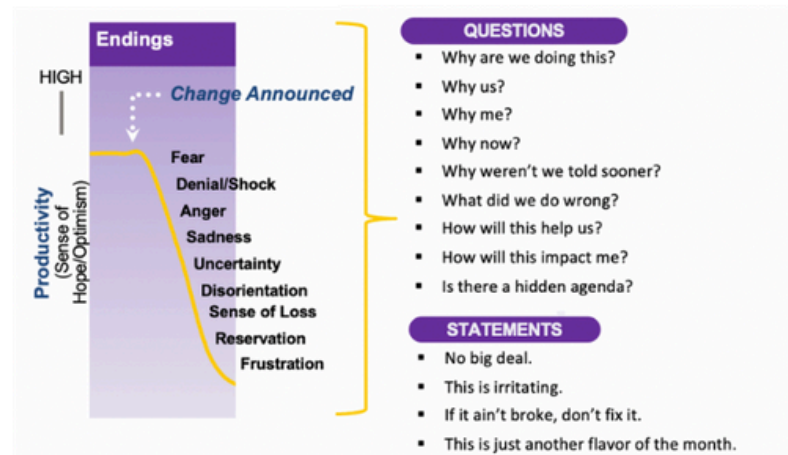 Endings
HIGH
Change Announced
Productivity
(Sense of
Hope/Optimism)
Fear
Denial/Shock
Anger
Sadness
Uncertainty
Disorientation
Sense of Loss
Reservation
Frustration
QUESTIONS
▪ Why are we doing this?
▪ Why us?
▪ Why me?
▪ Why now?
▪ Why weren't we told sooner?
▪ What did we do wrong?
▪ How will this help us?
▪ How will this impact me?
▪ Is there a hidden agenda?
STATEMENTS
▪ No big deal.
▪ This is irritating.
▪ If it ain't broke, don't fix it.
▪ This is just another flavor of the month.